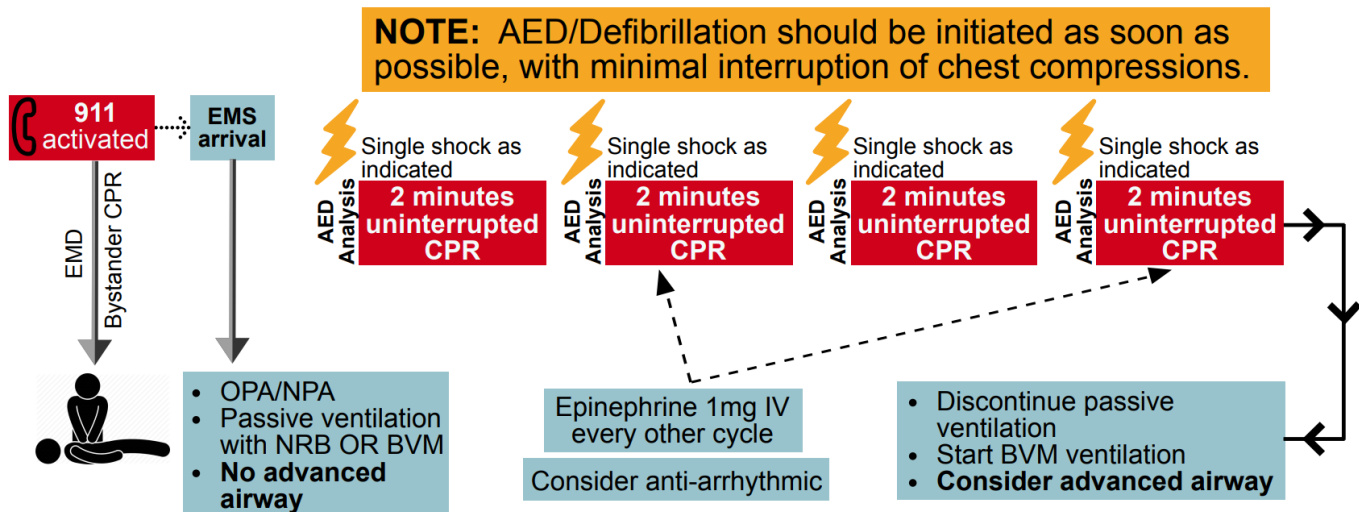 NOTE: AED/Defibrillation should be initiated as soon as
possible, with minimal interruption of chest compressions.
911
activated
EMS
arrival
EMD
Bystander CPR
Single shock as
indicated
AED
Analysis
2 minutes
uninterrupted
CPR
Single shock as
indicated
AED
Analysis
2 minutes
uninterrupted
CPR
Single shock as
indicated
AED
Analysis
2 minutes
uninterrupted
CPR
Single shock as
indicated
AED
Analysis
2 minutes
uninterrupted
CPR
• OPA/NPA
• Passive ventilation
with NRB OR BVM
• No advanced
airway
Epinephrine 1mg IV
every other cycle
Consider anti-arrhythmic
• Discontinue passive
ventilation
• Start BVM ventilation
• Consider advanced airway